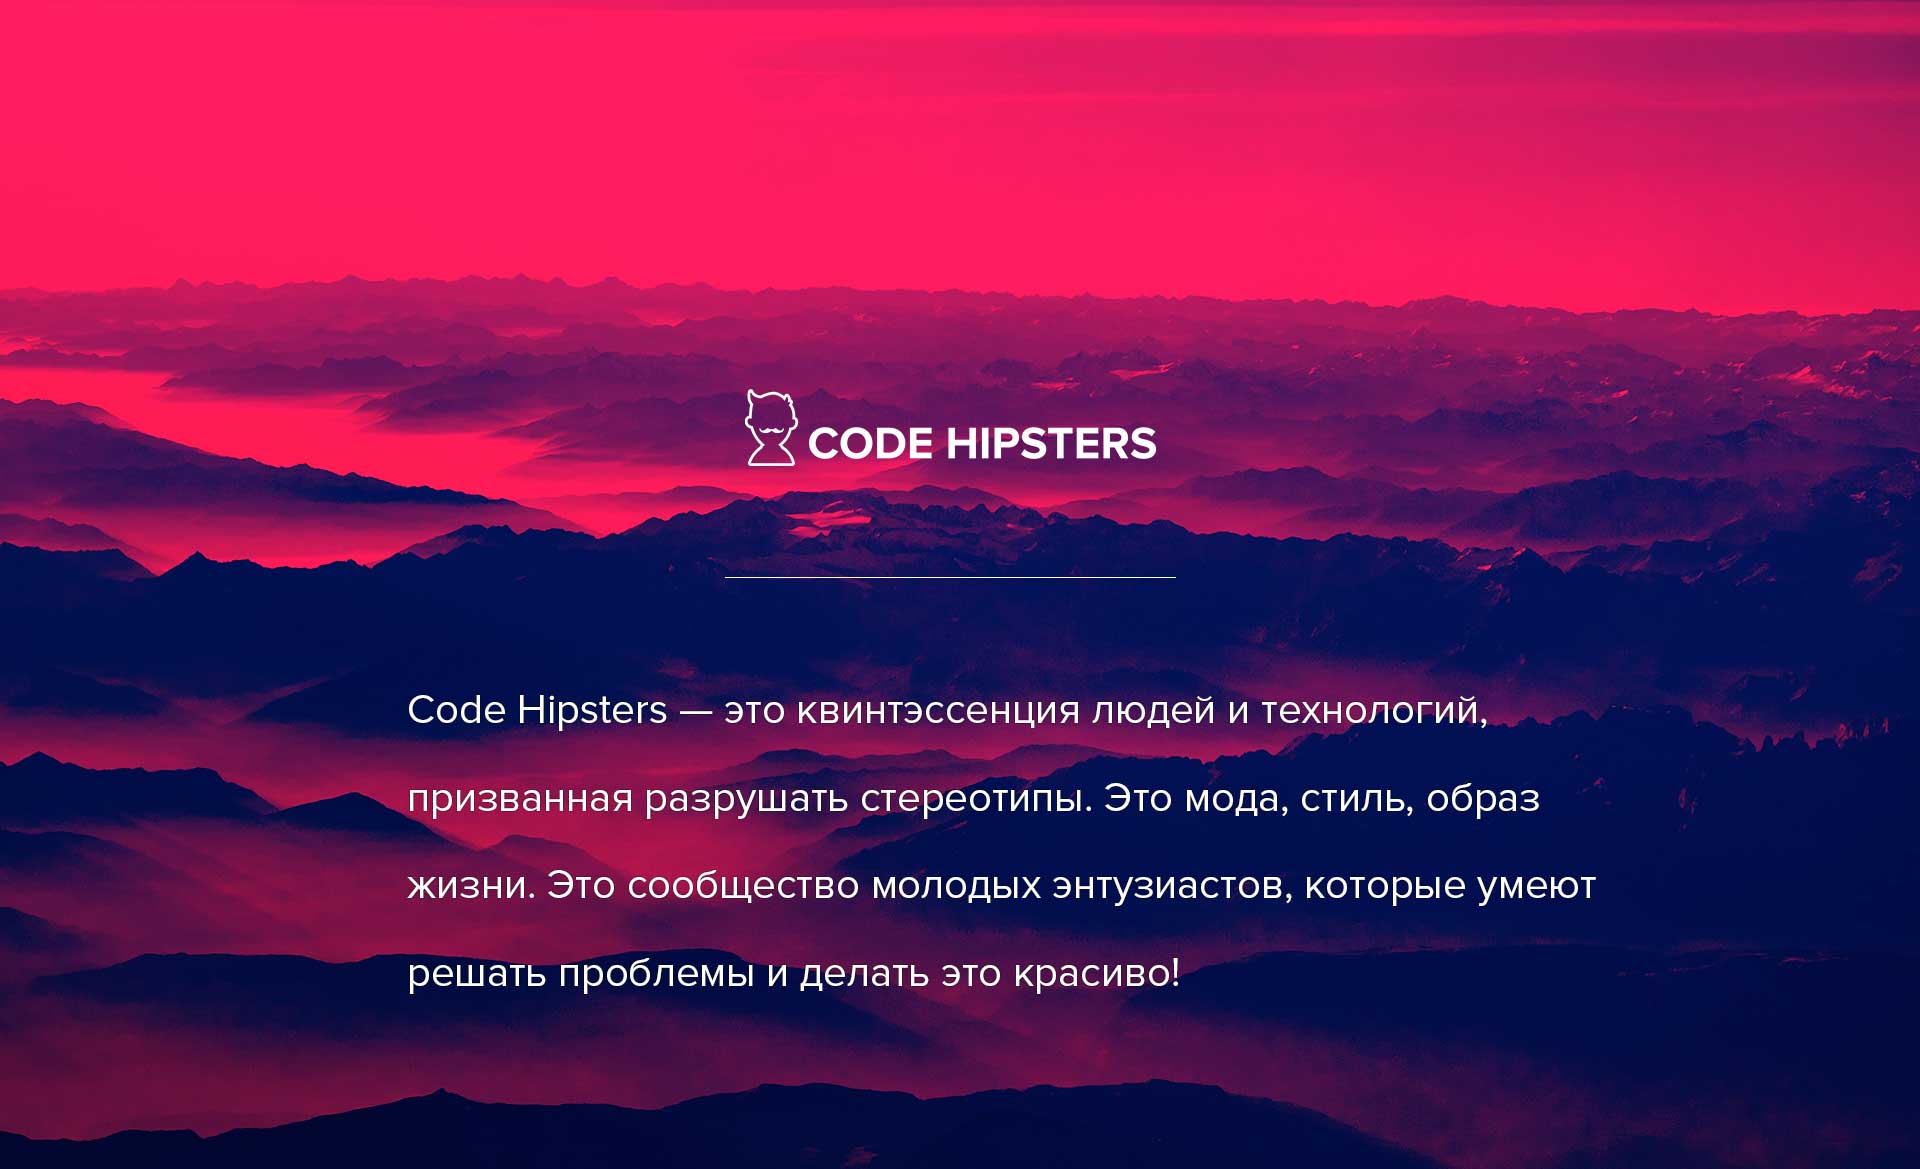 CODE HIPSTERS
Code Hipsters — это квинтэссенция людей и технологий,
призванная разрушать стереотипы. Это мода, стиль, образ
жизни. Это сообщество молодых энтузиастов, которые умеют
решать проблемы и делать это красиво!